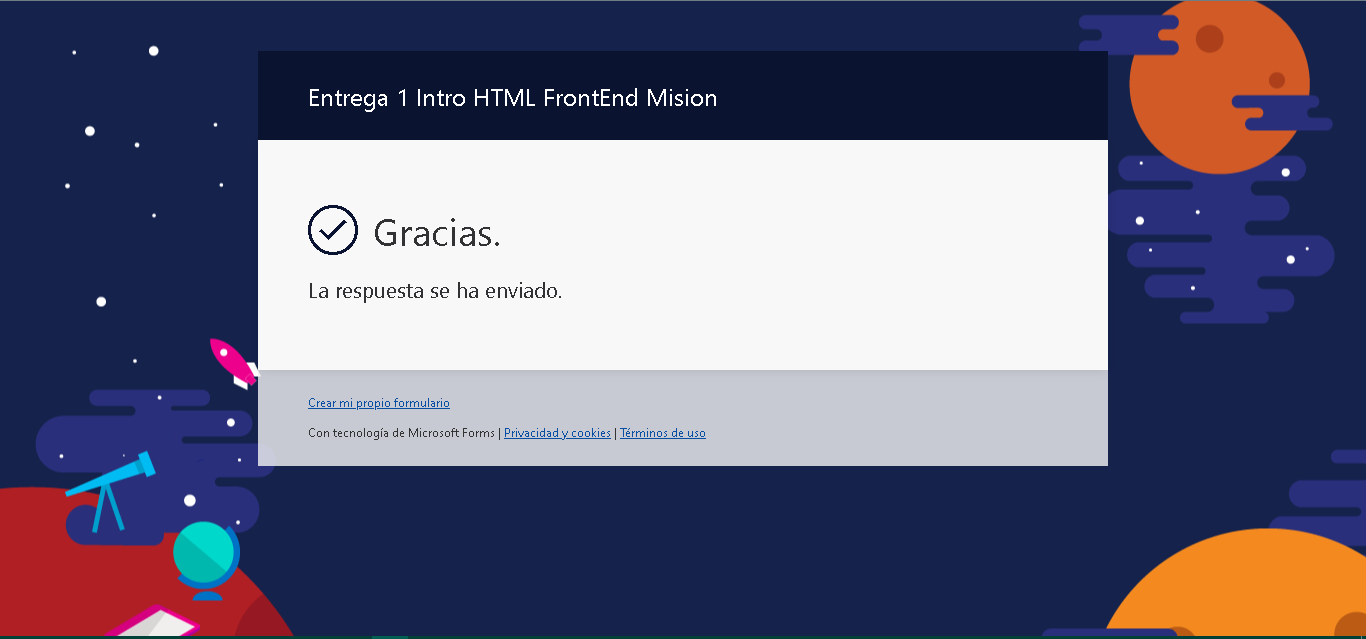 Entrega 1 Intro HTML FrontEnd Mision
Gracias.
La respuesta se ha enviado.
Crear mi propio formulario
Con tecnología de Microsoft Forms | Privacidad y cookies | Términos de uso